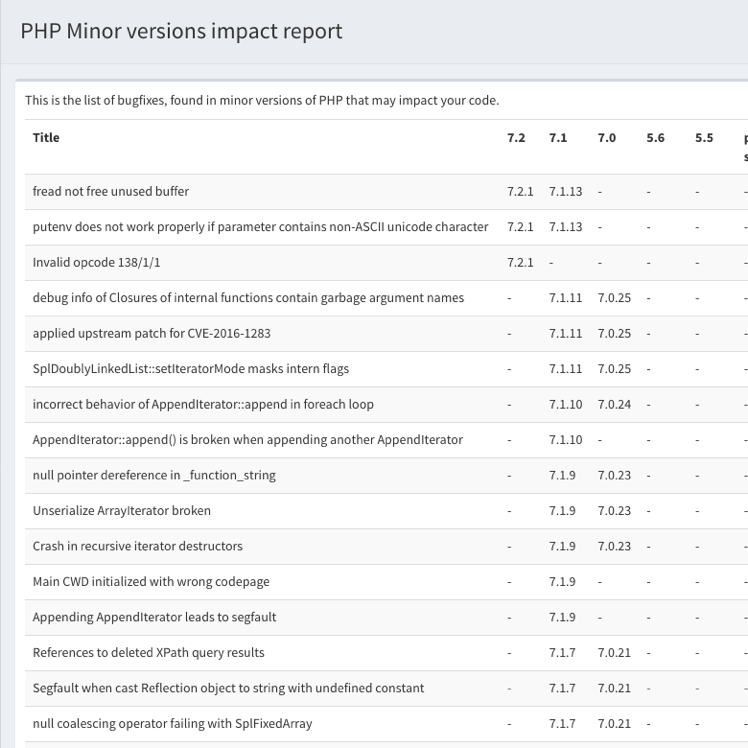 PHP Minor versions impact report
This is the list of bugfixes, found in minor versions of PHP that may impact your code.
Title 7.2 7.1 7.0 5.6 5.5
fread not free unused buffer 7.2.1 7.1.13 - - - -
putenv does not work properly if parameter contains non-ASCII unicode character 7.2.1 7.1.13 - - - -
Invalid opcode 138/1/1 7.2.1 - - - - -
debug info of Closures of internal functions contain garbage argument names - 7.1.11 7.0.25 - - -
applied upstream patch for CVE-2016-1283 - 7.1.11 7.0.25 - - -
SplDoublyLinkedList::setIteratorMode masks intern flags - 7.1.11 7.0.25 - - -
incorrect behavior of AppendIterator::append in foreach loop - 7.1.10 7.0.24 - - -
AppendIterator::append() is broken when appending another AppendIterator - 7.1.10 - - - -
null pointer dereference in _function_string - 7.1.9 7.0.23 - - -
Unserialize ArrayIterator broken - 7.1.9 7.0.23 - - -
Crash in recursive iterator destructors - 7.1.9 7.0.23 - - -
Main CWD initialized with wrong codepage - 7.1.9 - - - -
Appending AppendIterator leads to segfault - 7.1.9 - - - -
References to deleted XPath query results - 7.1.7 7.0.21 - - -
Segfault when cast Reflection object to string with undefined constant - 7.1.7 7.0.21 - - -
null coalescing operator failing with SplFixedArray - 7.1.7 7.0.21 - - -